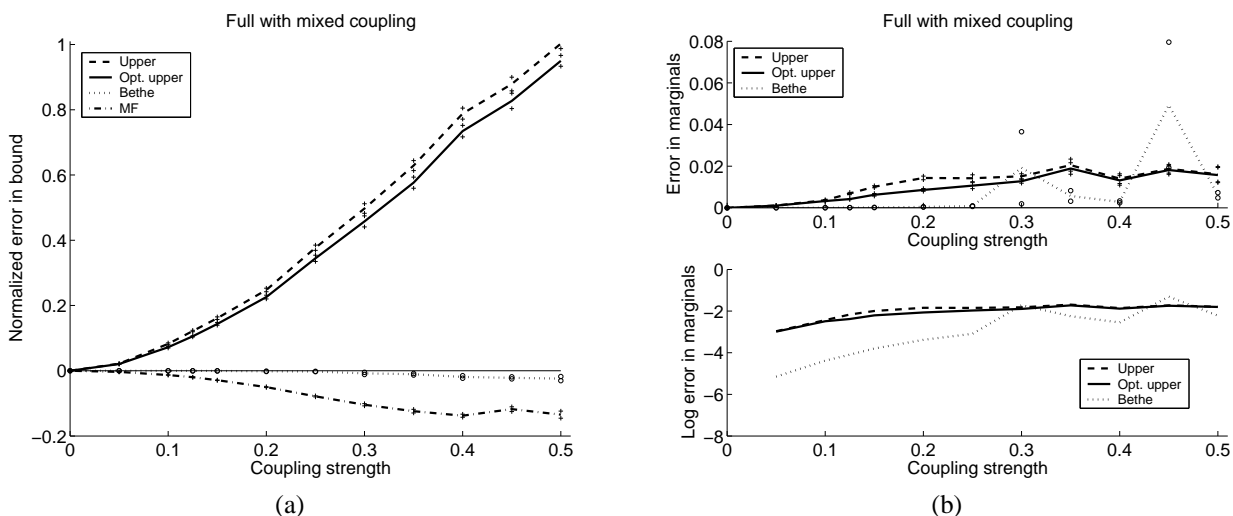 Full with mixed coupling
1
0.8
0.6
0.4
0.2
0
−0.2
Normalized error in bound
Upper
Opt. upper
Bethe
MF
0 0.1 0.2 0.3 0.4 0.5
Coupling strength
(a)
Full with mixed coupling
0.08
0.06
0.04
0.02
0
Error in marginals
Upper
Opt. upper
Bethe
0 0.1 0.2 0.3 0.4 0.5
Coupling strength
0
−2
−4
−6
−8
Log error in marginals
Upper
Opt. upper
Bethe
0 0.1 0.2 0.3 0.4 0.5
Coupling strength
(b)